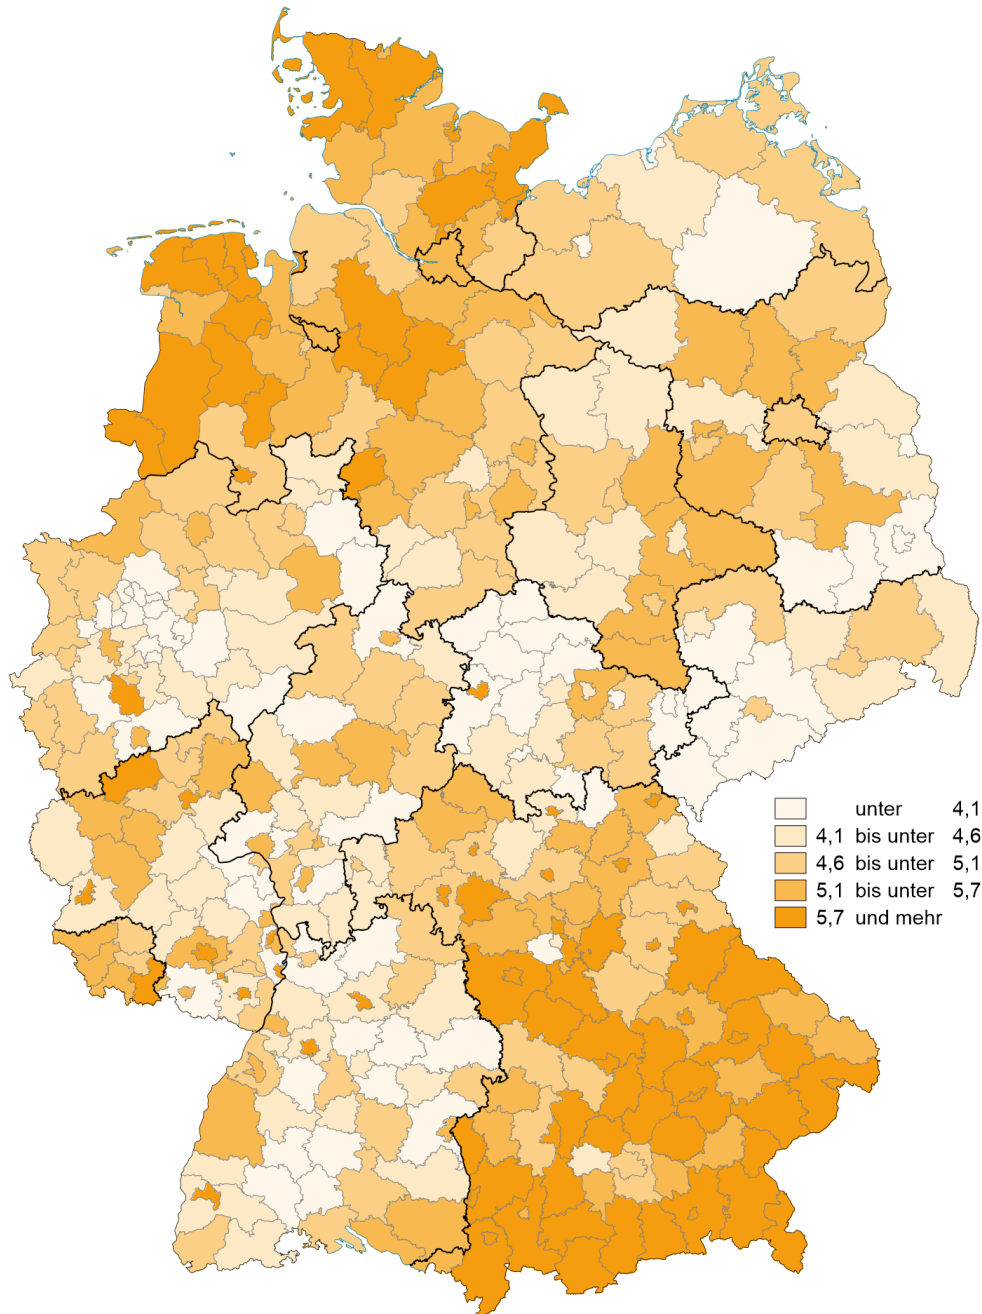 unter 4,1
4,1 bis unter 4,6
4,6 bis unter 5,1
5,1 bis unter 5,7
5,7 und mehr